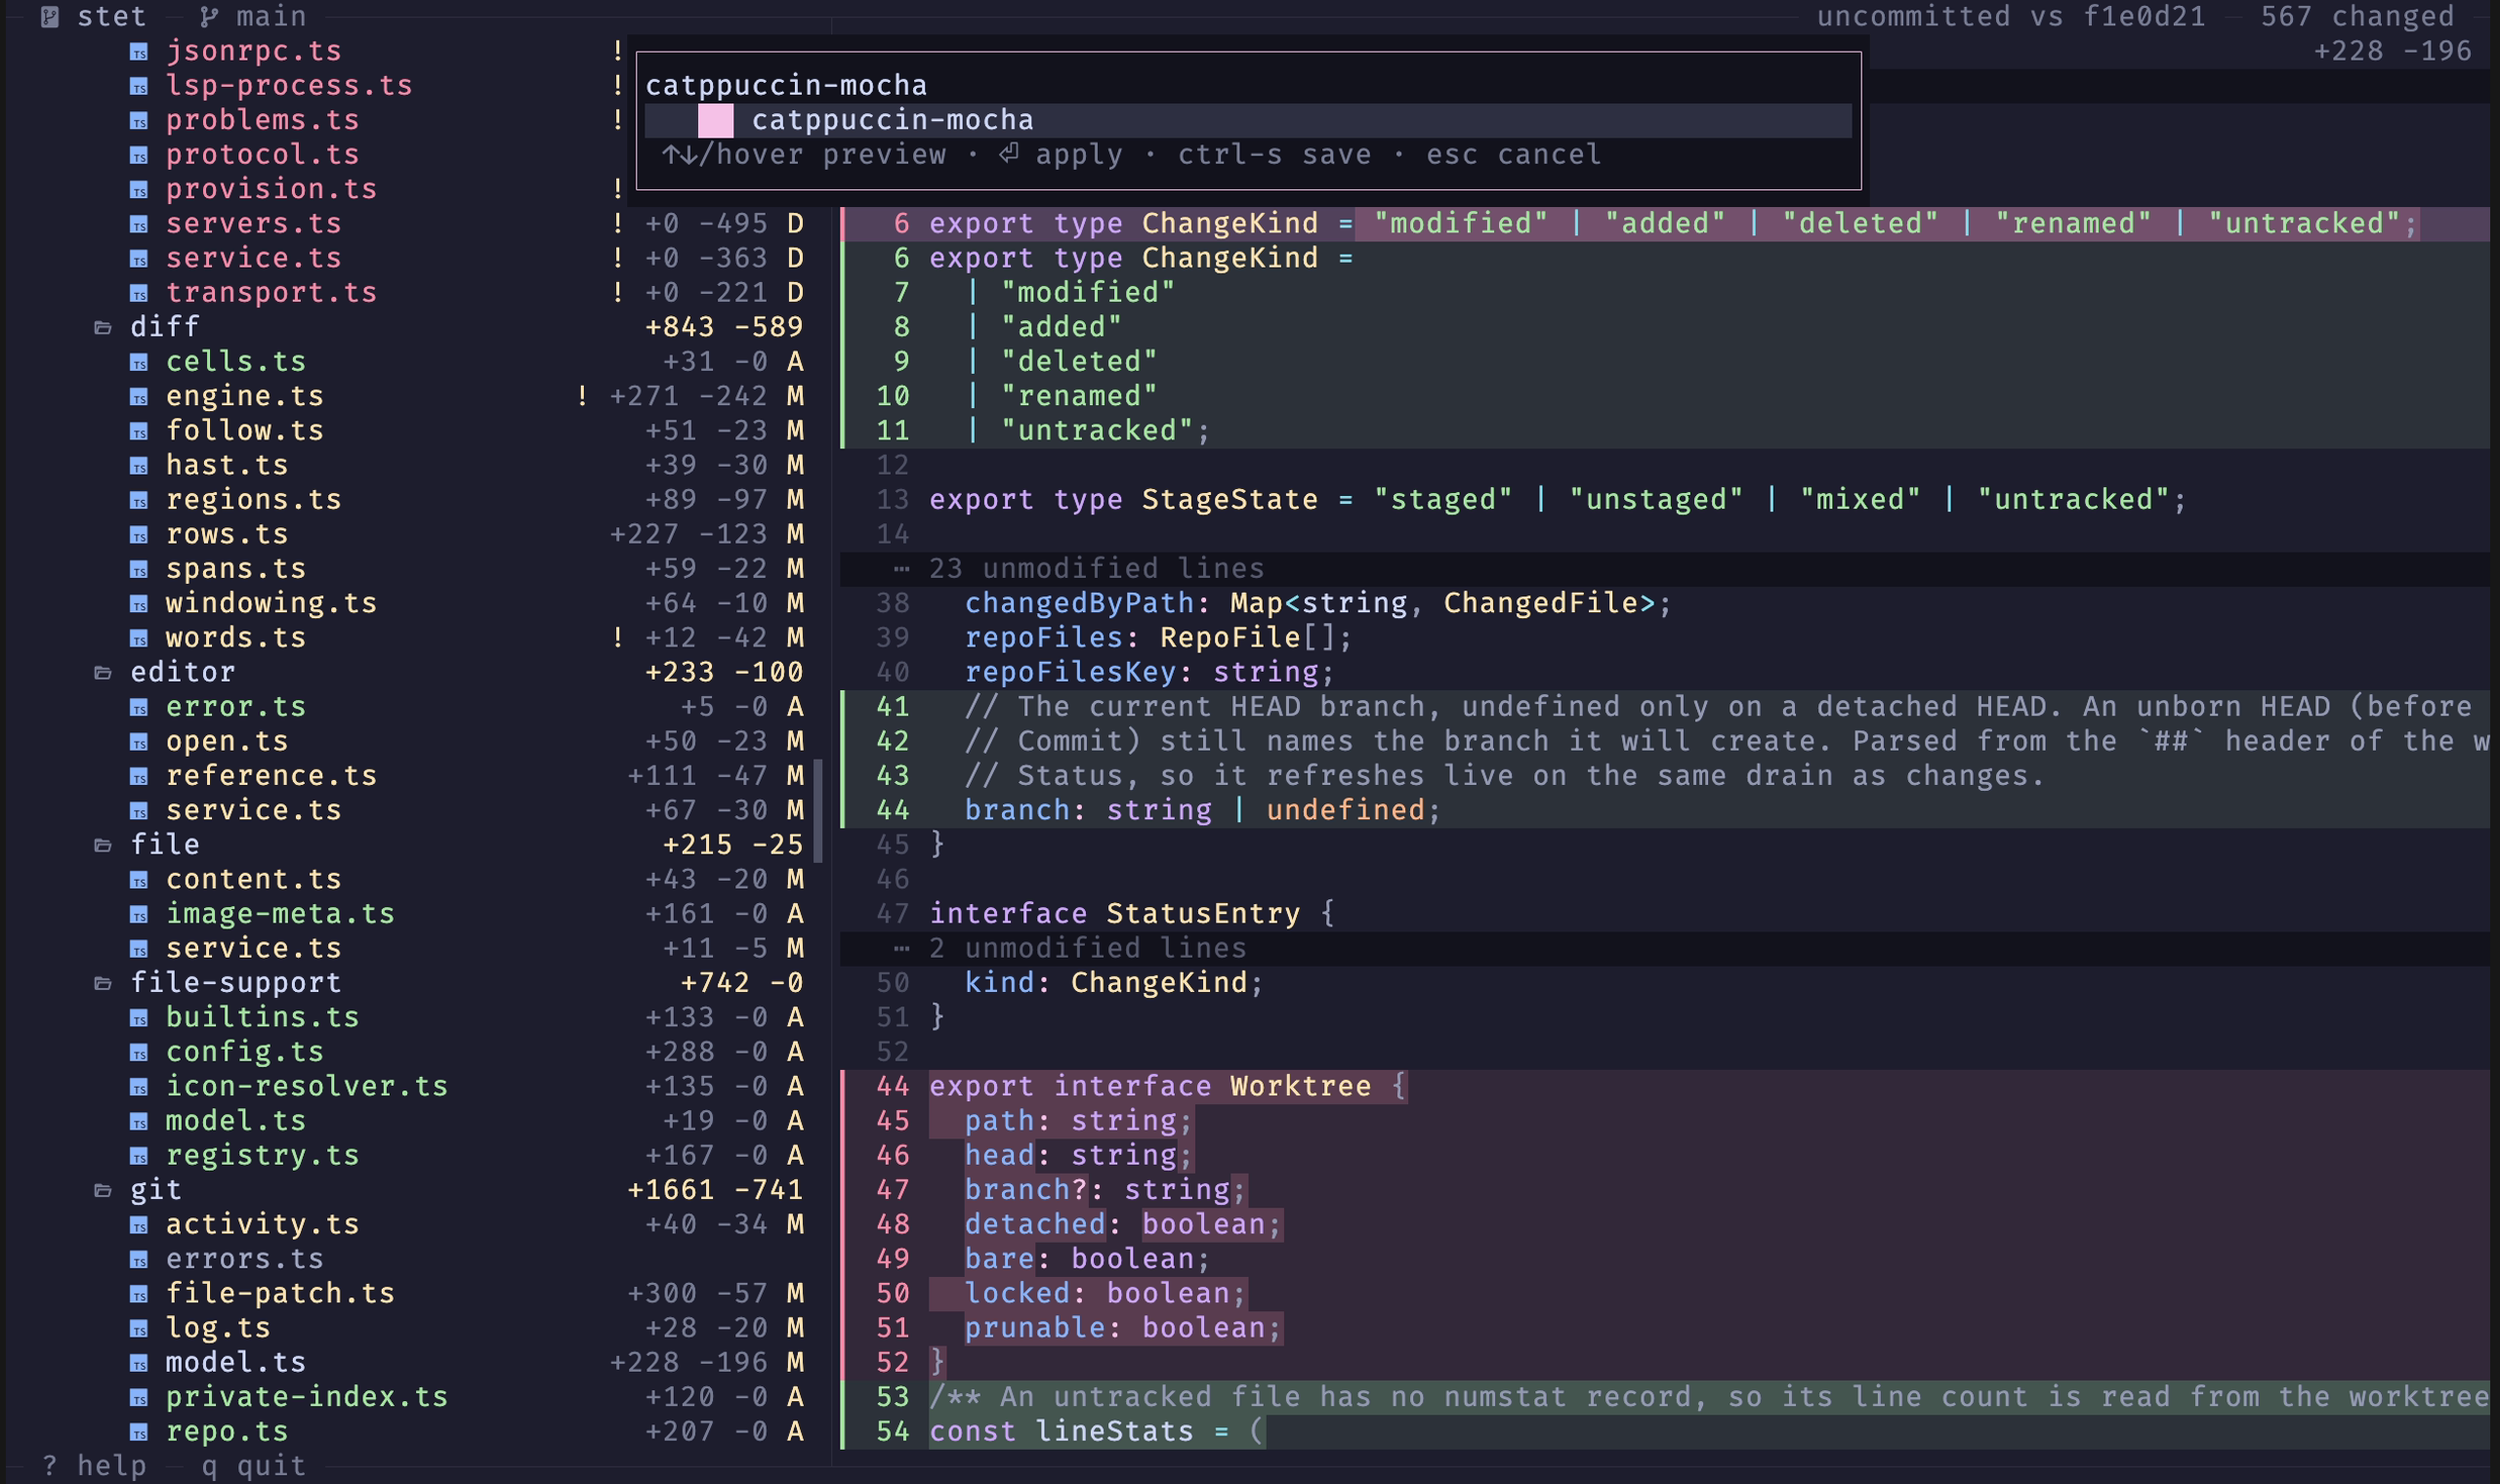 stet main uncommitted vs f1e0d21 567 changed
+228 -196
jsonrpc.ts !
lsp-process.ts !
problems.ts !
protocol.ts
provision.ts !
servers.ts ! +0 -495 D
service.ts ! +0 -363 D
transport.ts ! +0 -221 D
diff +843 -589
cells.ts +31 -0 A
engine.ts ! +271 -242 M
follow.ts +51 -23 M
hast.ts +39 -30 M
regions.ts +89 -97 M
rows.ts +227 -123 M
spans.ts +59 -22 M
windowing.ts +64 -10 M
words.ts ! +12 -42 M
editor +233 -100
error.ts +5 -0 A
open.ts +50 -23 M
reference.ts +111 -47 M
service.ts +67 -30 M
file +215 -25
content.ts +43 -20 M
image-meta.ts +161 -0 A
service.ts +11 -5 M
file-support +742 -0
builtins.ts +133 -0 A
config.ts +288 -0 A
icon-resolver.ts +135 -0 A
model.ts +19 -0 A
registry.ts +167 -0 A
git +1661 -741
activity.ts +40 -34 M
errors.ts
file-patch.ts +300 -57 M
log.ts +28 -20 M
model.ts +228 -196 M
private-index.ts +120 -0 A
repo.ts +207 -0 A
catppuccin-mocha
catppuccin-mocha
↑↓/hover preview · ⏎ apply · ctrl-s save · esc cancel
6 export type ChangeKind = "modified" | "added" | "deleted" | "renamed" | "untracked";
6 export type ChangeKind =
7 | "modified"
8 | "added"
9 | "deleted"
10 | "renamed"
11 | "untracked";
12
13 export type StageState = "staged" | "unstaged" | "mixed" | "untracked";
14
⋯ 23 unmodified lines
38 changedByPath: Map<string, ChangedFile>;
39 repoFiles: RepoFile[];
40 repoFilesKey: string;
41 // The current HEAD branch, undefined only on a detached HEAD. An unborn HEAD (before
42 // Commit) still names the branch it will create. Parsed from the `##` header of the w
43 // Status, so it refreshes live on the same drain as changes.
44 branch: string | undefined;
45 }
46
47 interface StatusEntry {
⋯ 2 unmodified lines
50 kind: ChangeKind;
51 }
52
44 export interface Worktree {
45 path: string;
46 head: string;
47 branch?: string;
48 detached: boolean;
49 bare: boolean;
50 locked: boolean;
51 prunable: boolean;
52 }
53 /** An untracked file has no numstat record, so its line count is read from the worktree
54 const lineStats = (
? help q quit